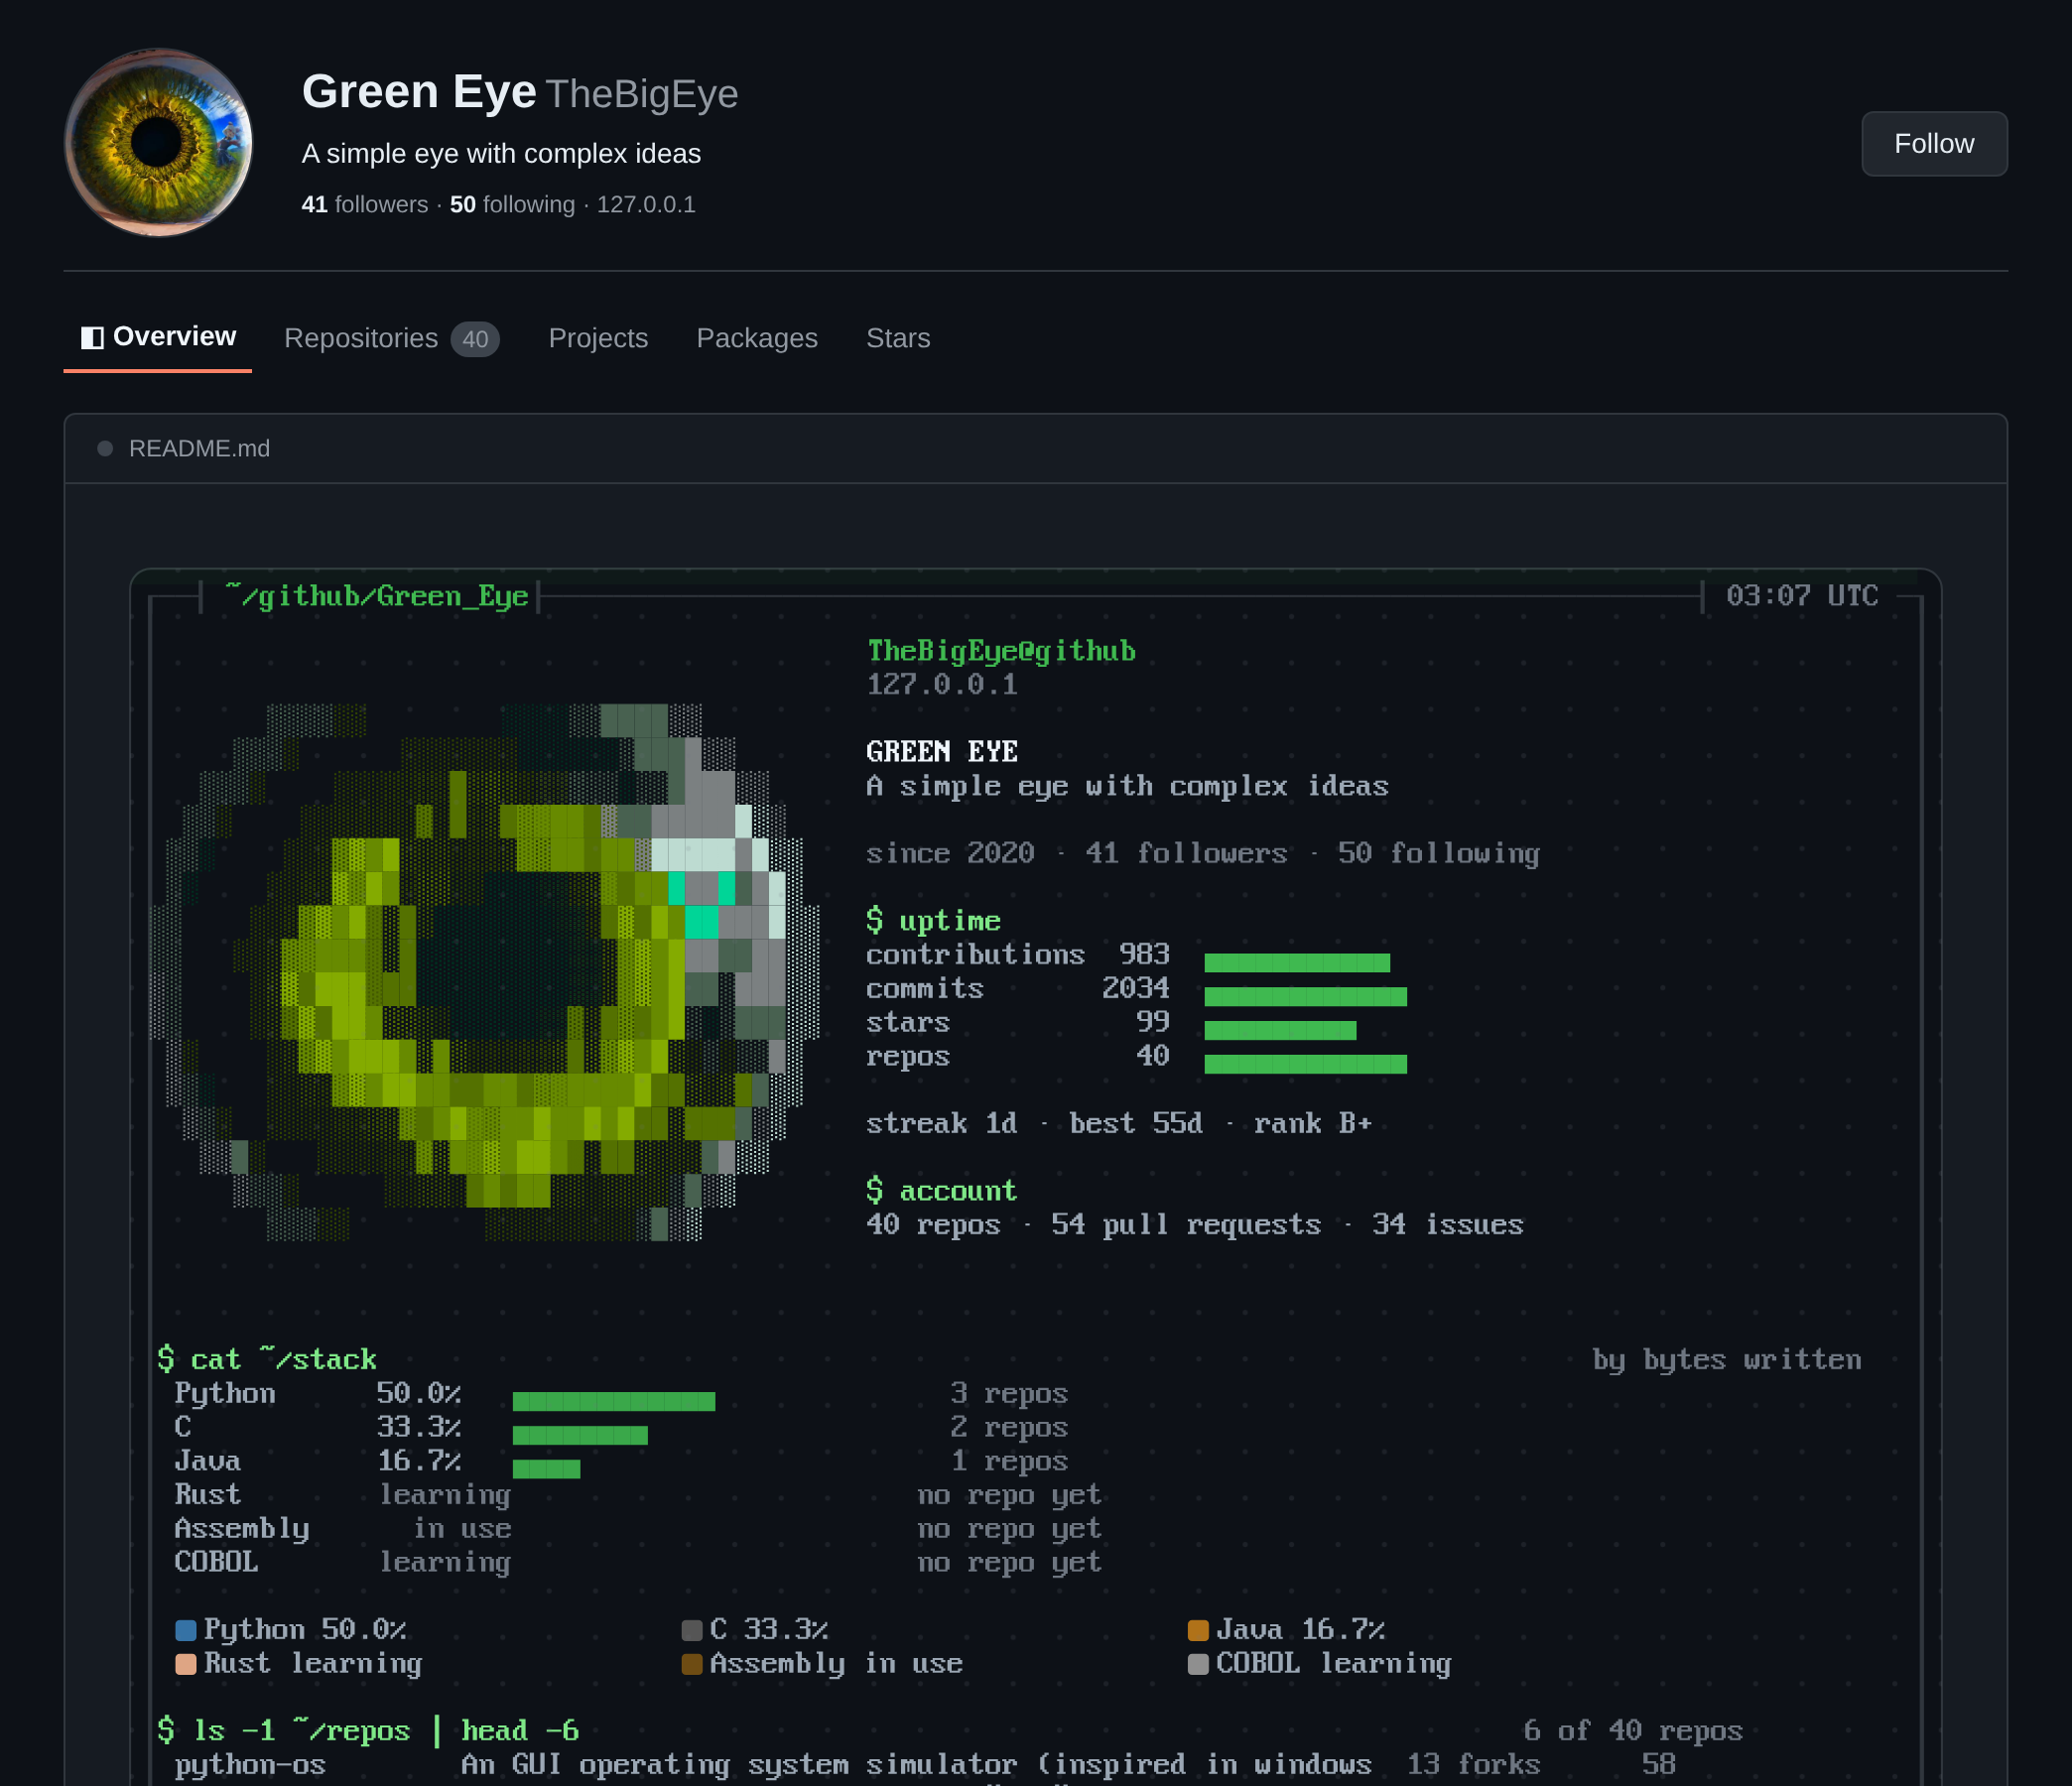 Green Eye TheBigEye
A simple eye with complex ideas
41 followers · 50 following · 127.0.0.1
Follow
Overview Repositories 40 Projects Packages Stars
README.md
~/github/Green_Eye 03:07 UTC
TheBigEye@github
127.0.0.1
GREEN EYE
A simple eye with complex ideas
since 2020 · 41 followers · 50 following
$ uptime
contributions 983
commits 2034
stars 99
repos 40
streak 1d · best 55d · rank B+
$ account
40 repos · 54 pull requests · 34 issues
$ cat ~/stack by bytes written
Python 50.0% 3 repos
C 33.3% 2 repos
Java 16.7% 1 repos
Rust learning no repo yet
Assembly in use no repo yet
COBOL learning no repo yet
Python 50.0% C 33.3% Java 16.7%
Rust learning Assembly in use COBOL learning
$ ls -1 ~/repos | head -6 6 of 40 repos
python-os An GUI operating system simulator (inspired in windows 13 forks 58